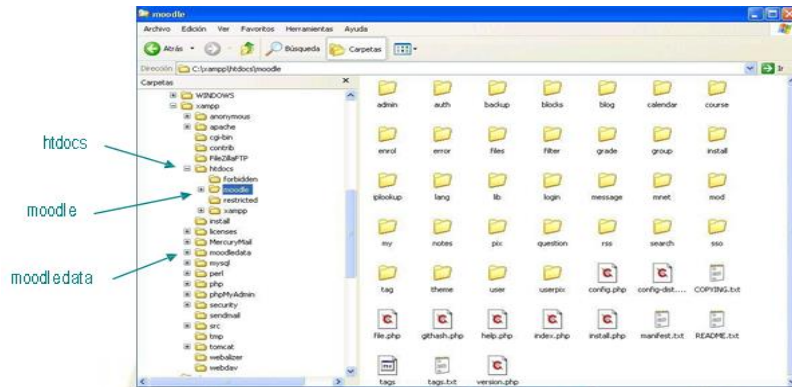 moodle
Archivo Edición Ver Favoritos Herramientas Ayuda
Atrás Búsqueda Carpetas
Dirección C:\xampp\htdocs\moodle Ir
Carpetas
WINDOWS
xampp
anonymous
apache
cgi-bin
contrib
FileZillaFTP
htdocs
forbidden
moodle
restricted
xampp
install
licenses
MercuryMail
moodledata
mysql
perl
php
phpMyAdmin
security
sendmail
src
tmp
tomcat
webalizer
webdav
htdocs
moodle
moodledata
admin auth backup blocks blog calendar course
enrol error files filter grade group install
iplookup lang lib login message mnet mod
my notes pix question rss search sso
tag theme user userpix config.php config-dist.... COPYING.txt
file.php githash.php help.php index.php install.php manifest.txt README.txt
tags tags.txt version.php